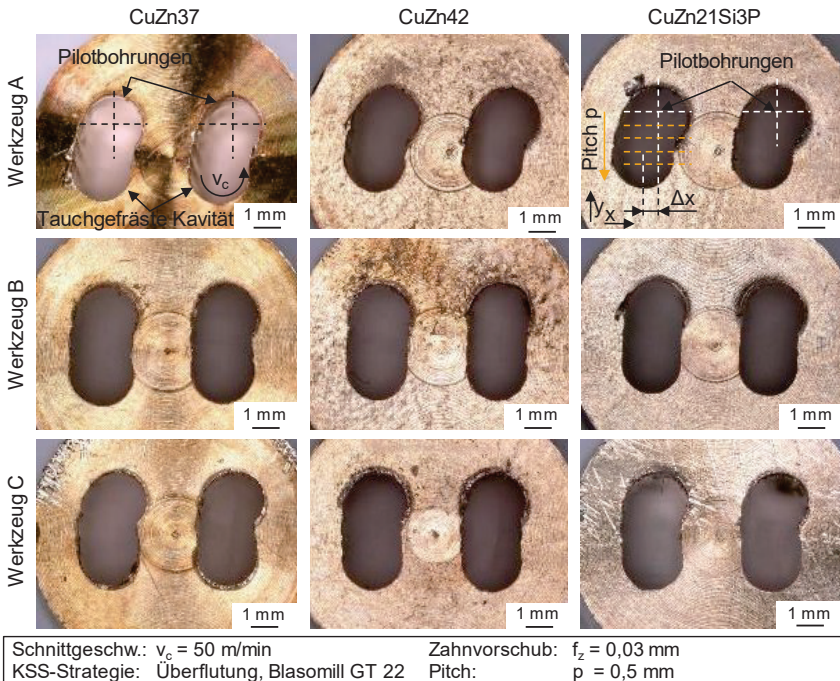 CuZn37 CuZn42 CuZn21Si3P
Werkzeug A
Pilotbohrungen
v_c
Tauchgefräste Kavität
1 mm
1 mm
Pilotbohrungen
Pitch p
y
x
Δx
1 mm
Werkzeug B
1 mm
1 mm
1 mm
Werkzeug C
1 mm
1 mm
1 mm
Schnittgeschw.: v_c = 50 m/min Zahnvorschub: f_z = 0,03 mm
KSS-Strategie: Überflutung, Blasomill GT 22 Pitch: p = 0,5 mm